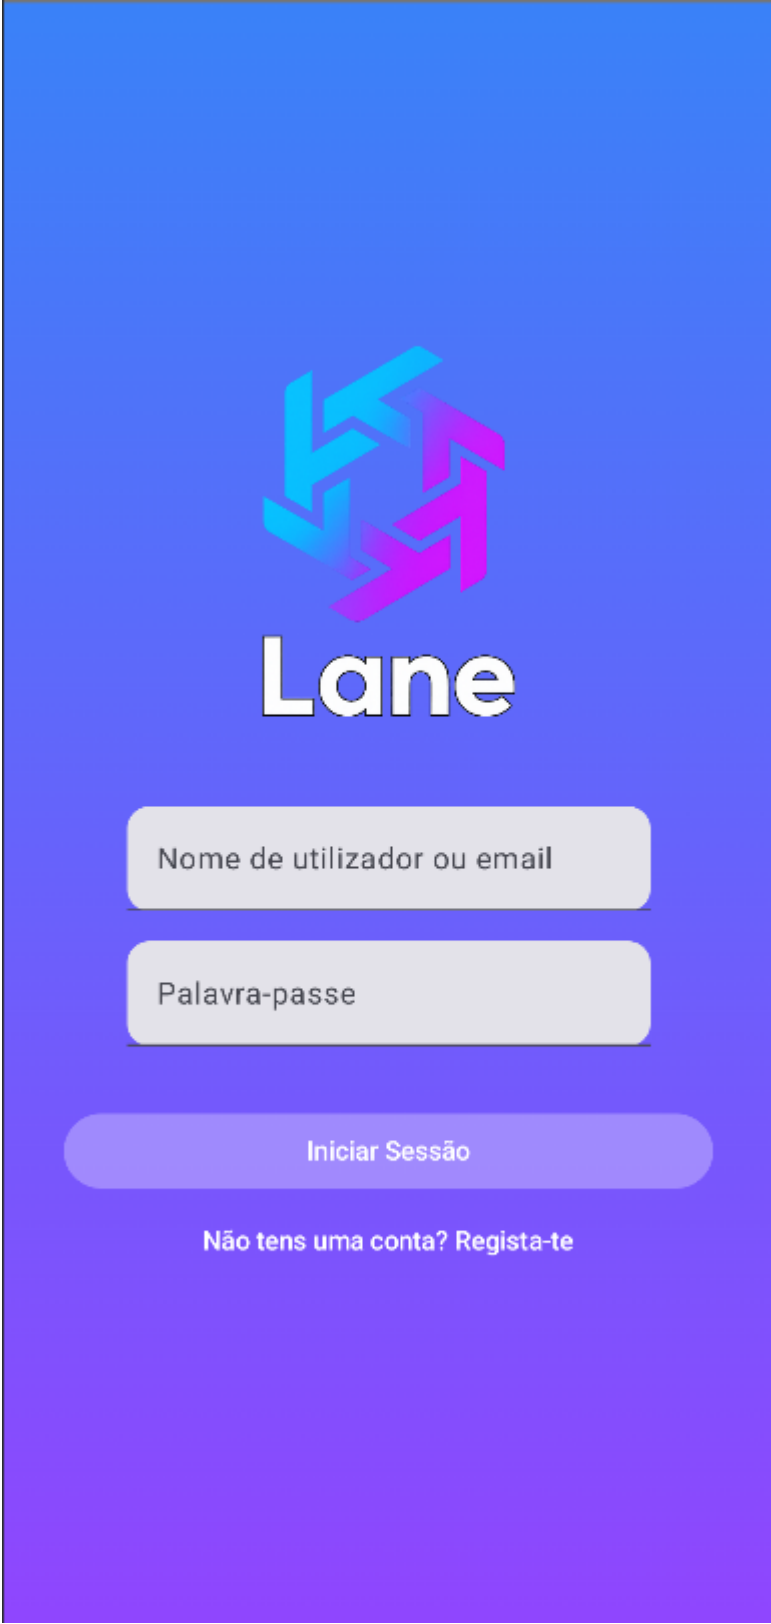 Lane
Nome de utilizador ou email
Palavra-passe
Iniciar Sessão
Não tens uma conta? Regista-te